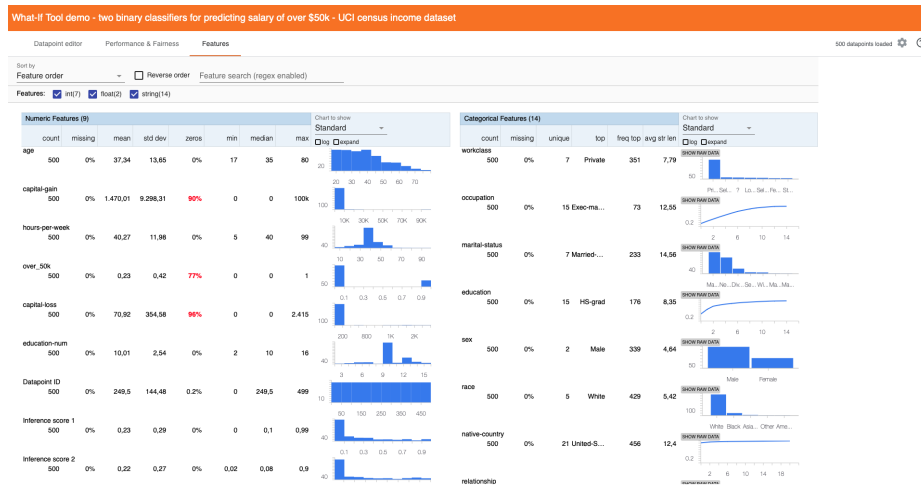 What-If Tool demo - two binary classifiers for predicting salary of over $50k - UCI census income dataset
Datapoint editor Performance & Fairness Features 500 datapoints loaded
Sort by
Feature order Reverse order Feature search (regex enabled)
Features: int(7) float(2) string(14)
Numeric Features (9) Chart to show
Standard
count missing mean std dev zeros min median max log expand
age
500 0% 37,34 13,65 0% 17 35 80 20
20 30 40 50 60 70
capital-gain
500 0% 1.470,01 9.298,31 90% 0 0 100k 100
10K 30K 50K 70K 90K
hours-per-week
500 0% 40,27 11,98 0% 5 40 99 40
10 30 50 70 90
over_50k
500 0% 0,23 0,42 77% 0 0 1 60
0.1 0.3 0.5 0.7 0.9
capital-loss
500 0% 70,92 354,58 96% 0 0 2.415 100
200 800 1K 2K
education-num
500 0% 10,01 2,54 0% 2 10 16 40
3 6 9 12 15
Datapoint ID
500 0% 249,5 144,48 0.2% 0 249,5 499 10
50 150 250 350 450
Inference score 1
500 0% 0,23 0,29 0% 0 0,1 0,99 40
0.1 0.3 0.5 0.7 0.9
Inference score 2
500 0% 0,22 0,27 0% 0,02 0,08 0,9 40
Categorical Features (14) Chart to show
Standard
count missing unique top freq top avg str len log expand
workclass SHOW RAW DATA
500 0% 7 Private 351 7,79 50
Pri... Sel... ? Lo... Sel... Fe... St...
occupation SHOW RAW DATA
500 0% 15 Exec-ma... 73 12,55 0.2
2 6 10 14
marital-status SHOW RAW DATA
500 0% 7 Married-... 233 14,56 40
Ma... Ne... Div... Se... Wi... Ma... Ma...
education SHOW RAW DATA
500 0% 15 HS-grad 176 8,35 0.2
2 6 10 14
sex SHOW RAW DATA
500 0% 2 Male 339 4,64 50
Male Female
race SHOW RAW DATA
500 0% 5 White 429 5,42 100
White Black Asia... Other Ame...
native-country SHOW RAW DATA
500 0% 21 United-S... 456 12,4 0.2
2 6 10 14 18
relationship SHOW RAW DATA